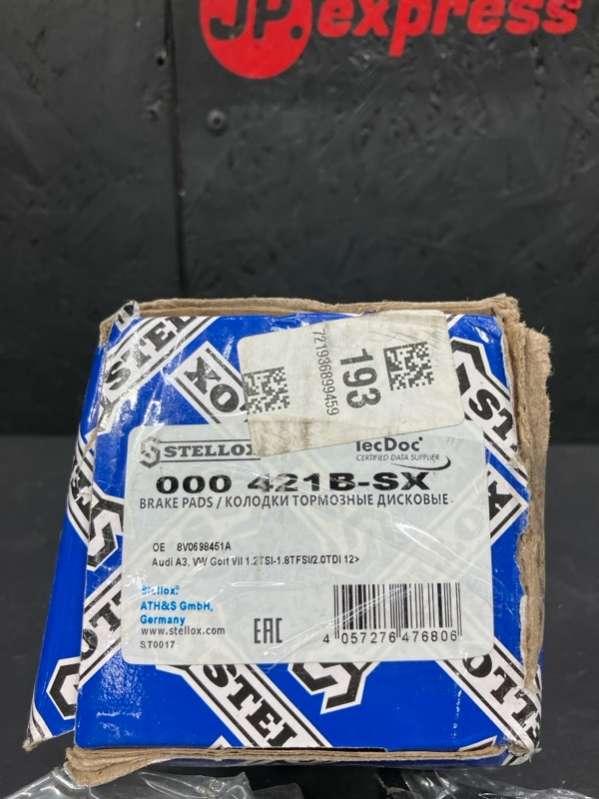 JP express
721936899459
193
STELLOX
TecDoc
CERTIFIED DATA SUPPLIER
000 421B-SX
BRAKE PADS / КОЛОДКИ ТОРМОЗНЫЕ ДИСКОВЫЕ
OE 8V0698451A
Audi A3, VW Golf VII 1.2TSI-1.8TFSI/2.0TDI 12>
Stellox®
ATH&S GmbH,
Germany
www.stellox.com
ST0017
EAC
4 057276 476806
STELLOX